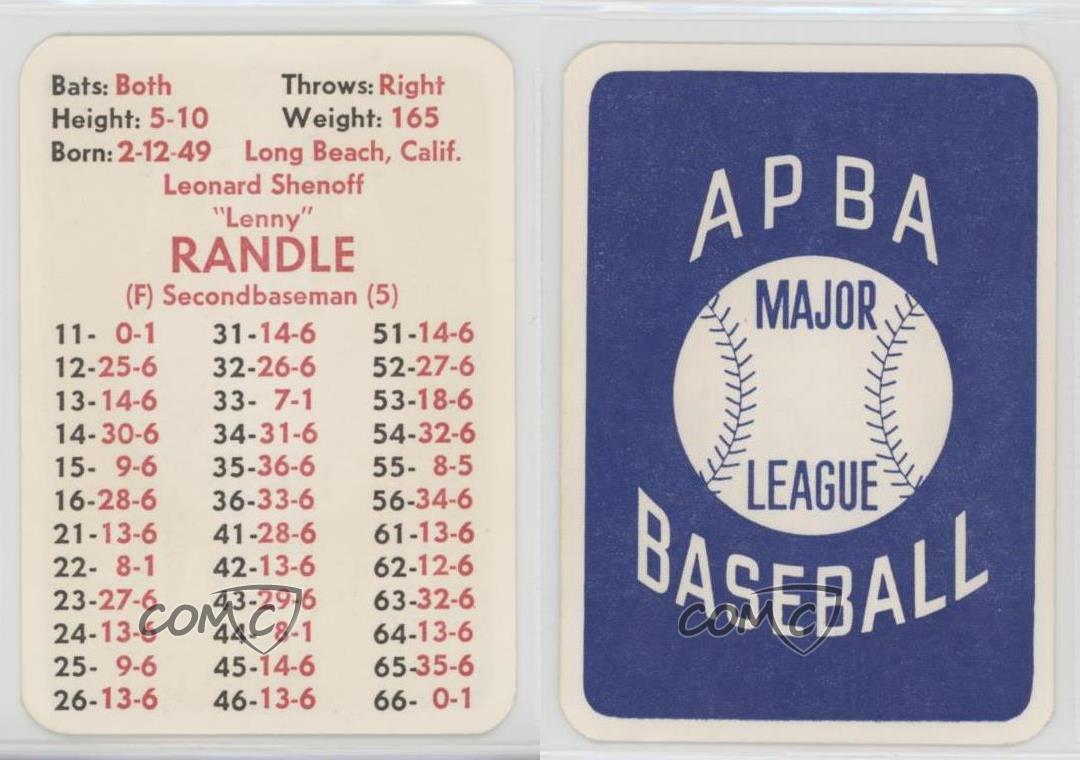 Bats: Both Throws: Right
Height: 5-10 Weight: 165
Born: 2-12-49 Long Beach, Calif.
Leonard Shenoff
"Lenny"
RANDLE
(F) Secondbaseman (5)
11- 0-1 31-14-6 51-14-6
12-25-6 32-26-6 52-27-6
13-14-6 33- 7-1 53-18-6
14-30-6 34-31-6 54-32-6
15- 9-6 35-36-6 55- 8-5
16-28-6 36-33-6 56-34-6
21-13-6 41-28-6 61-13-6
22- 8-1 42-13-6 62-12-6
23-27-6 43-29-6 63-32-6
24-13-6 44- 8-1 64-13-6
25- 9-6 45-14-6 65-35-6
26-13-6 46-13-6 66- 0-1
COMC
APBA
MAJOR
LEAGUE
BASEBALL
COMC